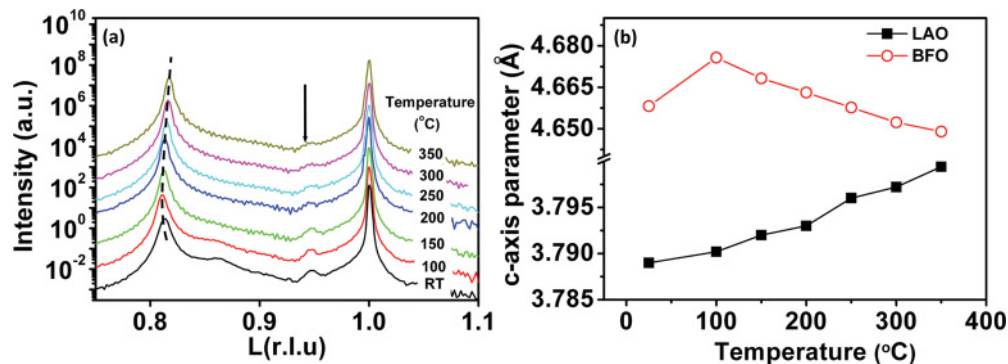 (a)
Intensity (a.u.)
10^10
10^8
10^6
10^4
10^2
10^0
10^-2
Temperature
(°C)
350
300
250
200
150
100
RT
0.8 0.9 1.0 1.1
L(r.l.u)
(b)
LAO
BFO
c-axis parameter (Å)
4.680
4.665
4.650
3.795
3.790
3.785
0 100 200 300 400
Temperature (°C)